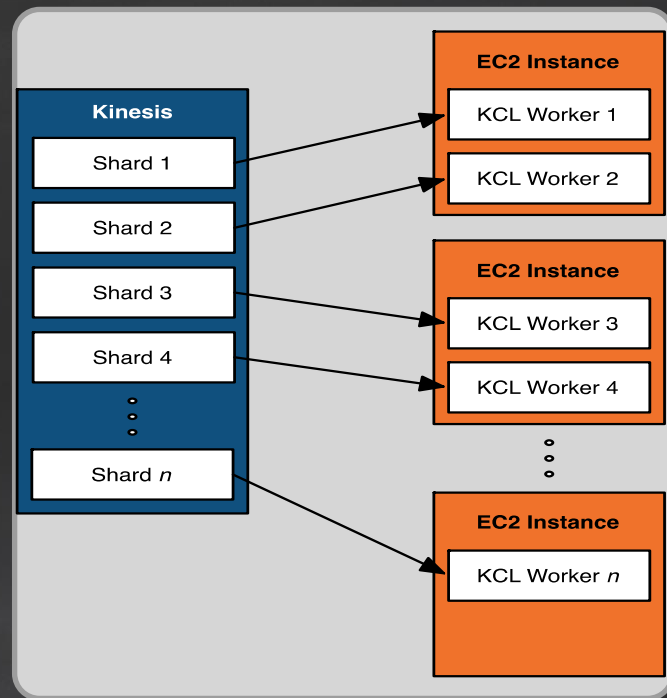 Kinesis
Shard 1
Shard 2
Shard 3
Shard 4
Shard n
EC2 Instance
KCL Worker 1
KCL Worker 2
EC2 Instance
KCL Worker 3
KCL Worker 4
EC2 Instance
KCL Worker n